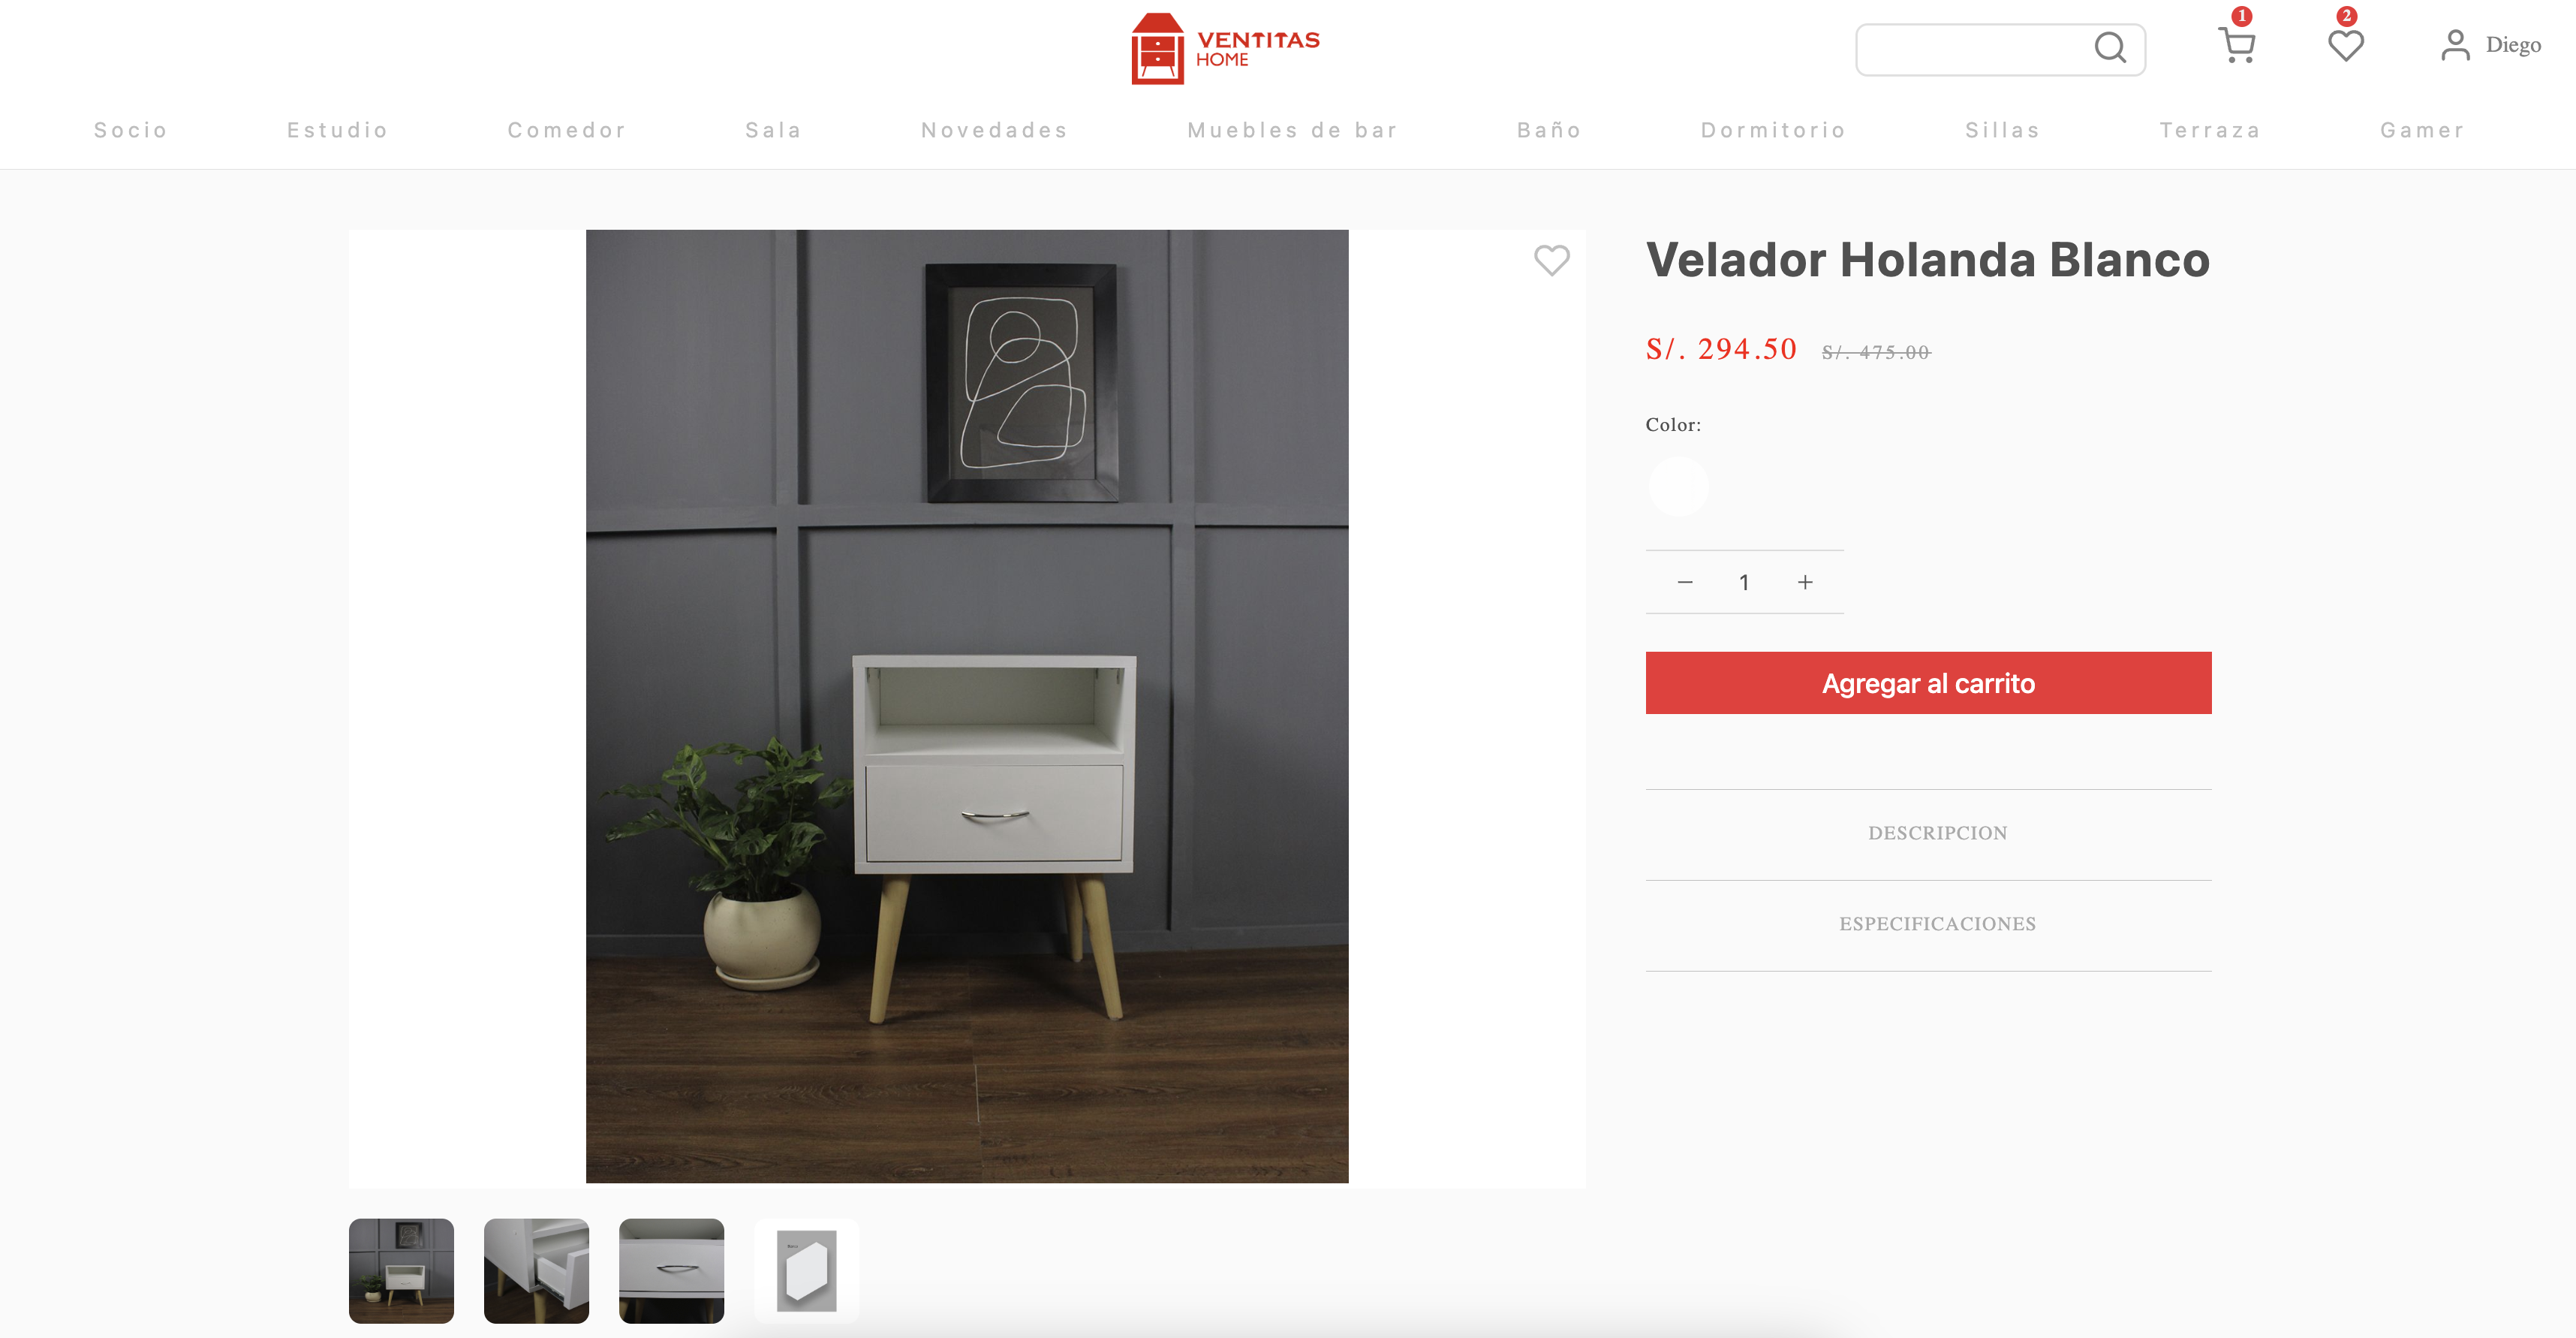 VENTITAS
HOME
1
2
Diego
Socio
Estudio
Comedor
Sala
Novedades
Muebles de bar
Baño
Dormitorio
Sillas
Terraza
Gamer
Velador Holanda Blanco
S/. 294.50 S/. 475.00
Color:
− 1 +
Agregar al carrito
DESCRIPCION
ESPECIFICACIONES